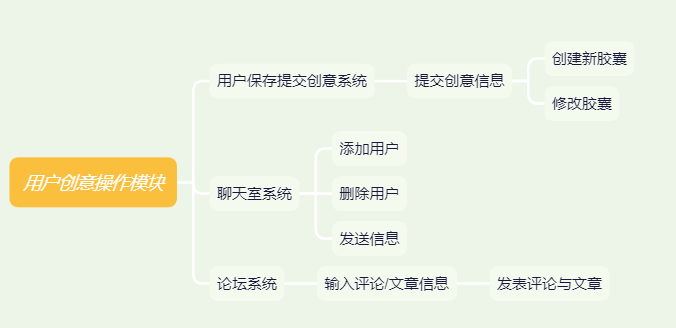 用户创意操作模块
用户保存提交创意系统
提交创意信息
创建新胶囊
修改胶囊
聊天室系统
添加用户
删除用户
发送信息
论坛系统
输入评论/文章信息
发表评论与文章